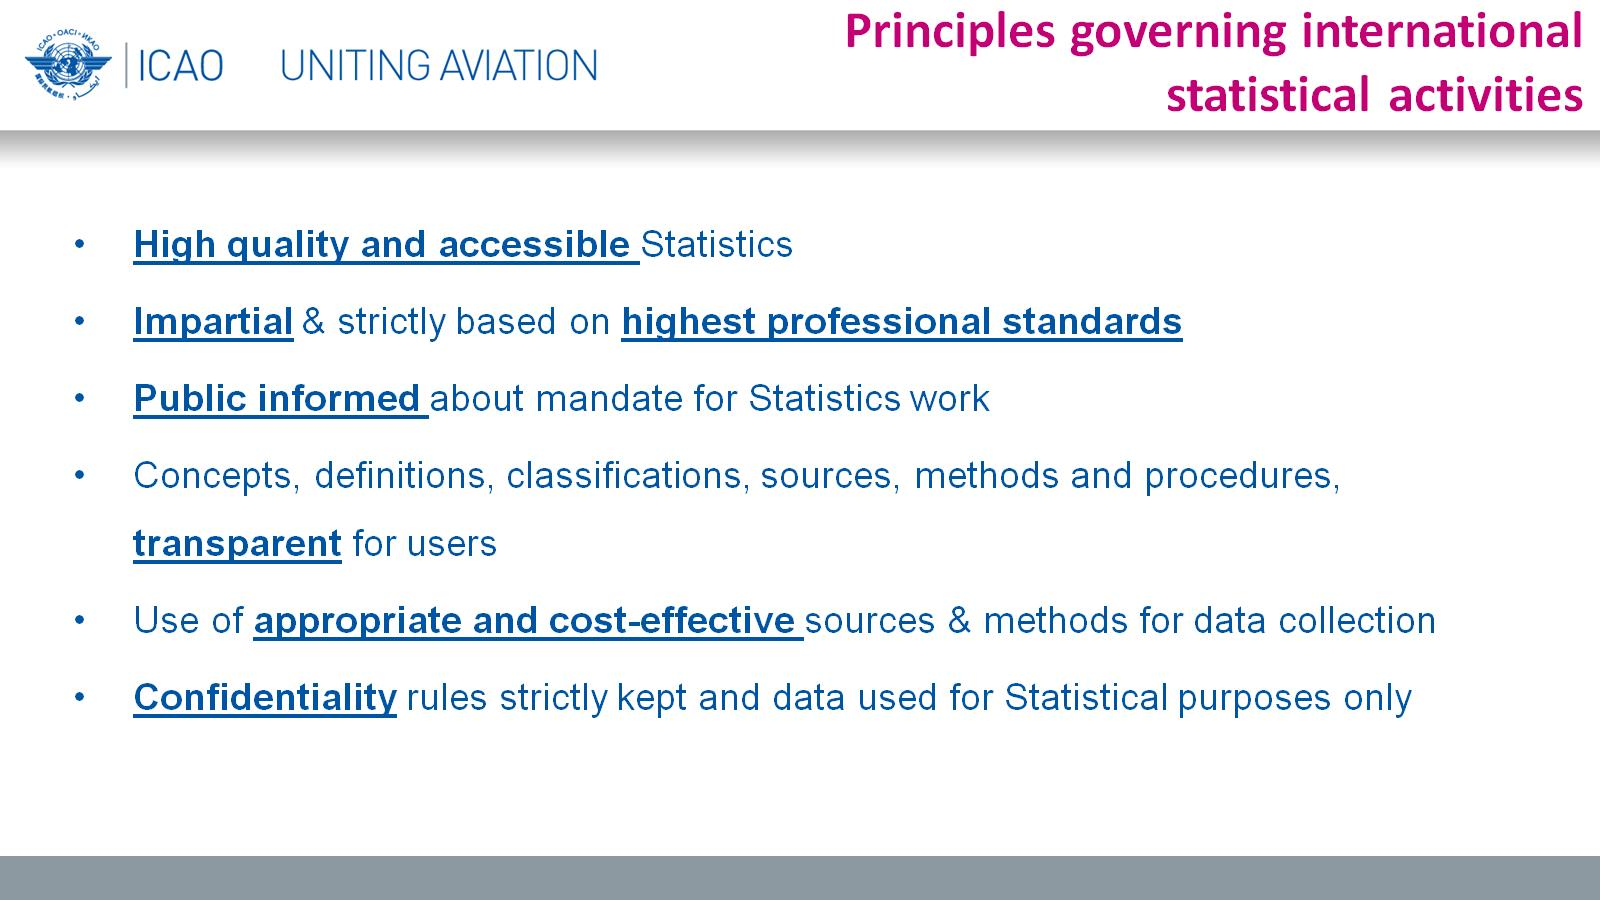 ICAO · OACI · ИКАО
ICAO UNITING AVIATION
Principles governing international
statistical activities
• High quality and accessible Statistics
• Impartial & strictly based on highest professional standards
• Public informed about mandate for Statistics work
• Concepts, definitions, classifications, sources, methods and procedures,
transparent for users
• Use of appropriate and cost-effective sources & methods for data collection
• Confidentiality rules strictly kept and data used for Statistical purposes only